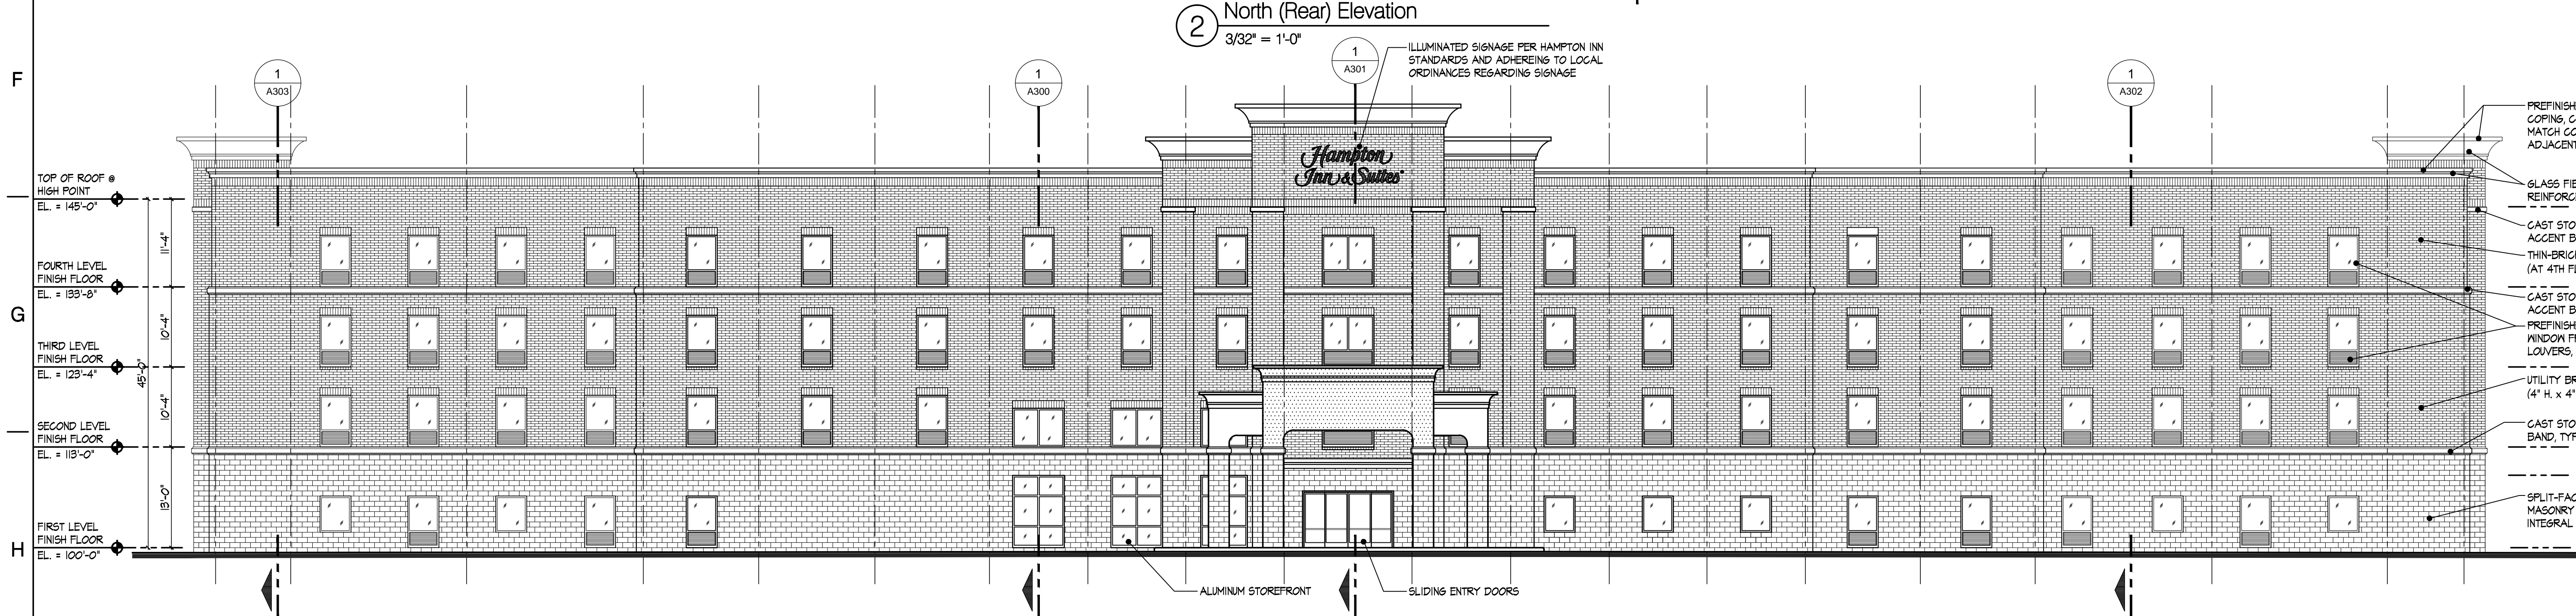 2
North (Rear) Elevation
3/32" = 1'-0"
F
G
H
1
A303
1
A300
1
A301
1
A302
ILLUMINATED SIGNAGE PER HAMPTON INN
STANDARDS AND ADHEREING TO LOCAL
ORDINANCES REGARDING SIGNAGE
Hampton
Inn & Suites
TOP OF ROOF @
HIGH POINT
EL. = 145'-0"
FOURTH LEVEL
FINISH FLOOR
EL. = 133'-8"
THIRD LEVEL
FINISH FLOOR
EL. = 123'-4"
SECOND LEVEL
FINISH FLOOR
EL. = 113'-0"
FIRST LEVEL
FINISH FLOOR
EL. = 100'-0"
11'-4"
10'-4"
10'-4"
13'-0"
45'-0"
PREFINISH
COPING, C
MATCH CO
ADJACENT
GLASS FIE
REINFORC
CAST STO
ACCENT B
THIN-BRIC
(AT 4TH FL
CAST STO
ACCENT B
PREFINISH
WINDOW FR
LOUVERS,
UTILITY BR
(4" H. x 4"
CAST STO
BAND, TYP
SPLIT-FAC
MASONRY
INTEGRAL
ALUMINUM STOREFRONT
SLIDING ENTRY DOORS